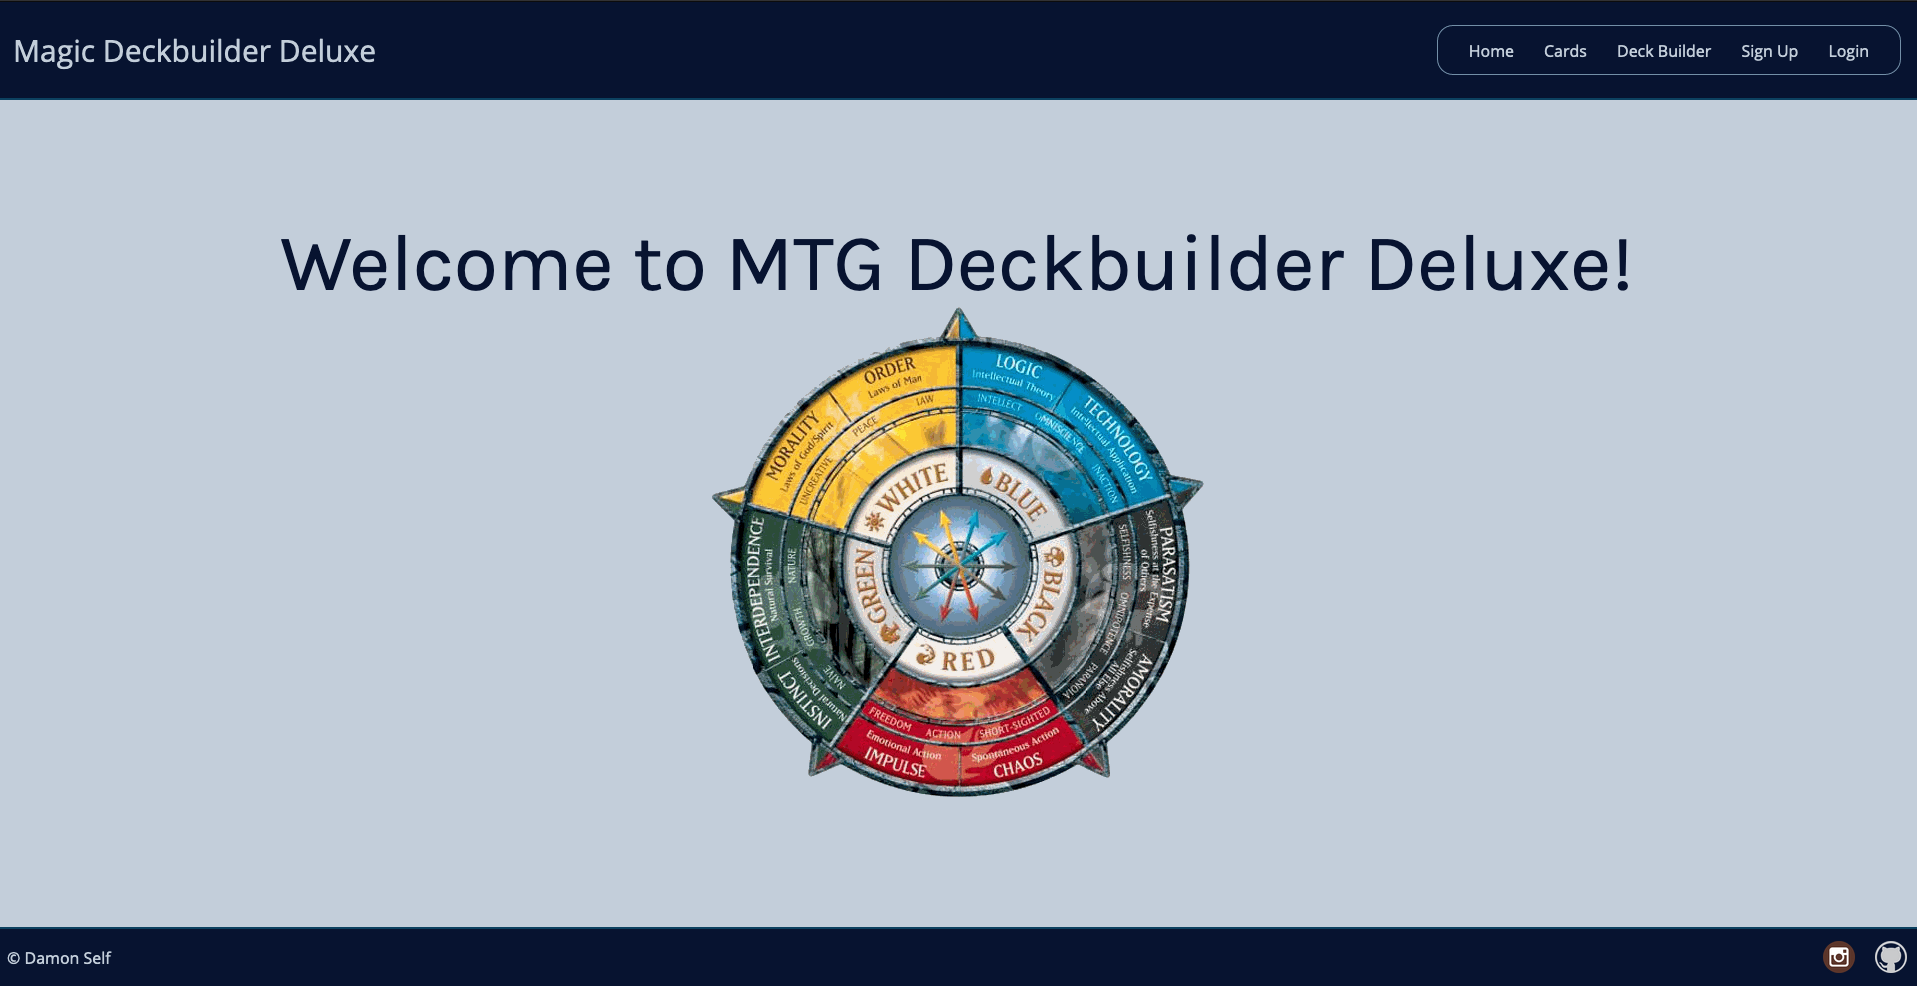 Magic Deckbuilder Deluxe
Home Cards Deck Builder Sign Up Login
Welcome to MTG Deckbuilder Deluxe!
ORDER
Laws of Man
LAW
PEACE
MORALITY
Laws of God/Spirit
UNCREATIVE
WHITE
LOGIC
Intellectual Theory
INTELLECT
OMNISCIENCE
INACTION
TECHNOLOGY
Intellectual Application
BLUE
PARASATISM
Selfishness at the Expense
of Others
SELFISHNESS
OMNIPOTENCE
PARANOIA
AMORALITY
Selfishness Above
All Else
BLACK
RED
FREEDOM
ACTION
SHORT-SIGHTED
Emotional Action
IMPULSE
Spontaneous Action
CHAOS
GREEN
INTERDEPENDENCE
Natural Survival
NATURE
GROWTH
NAIVE
INSTINCT
Natural Decisions
© Damon Self